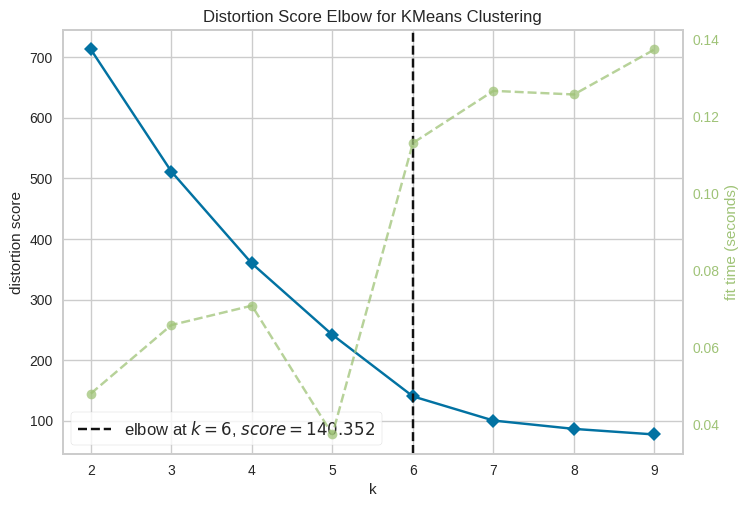 Distortion Score Elbow for KMeans Clustering
700
600
500
400
300
200
100
distortion score
0.14
0.12
0.10
0.08
0.06
0.04
fit time (seconds)
elbow at k = 6, score = 140.352
2 3 4 5 6 7 8 9
k